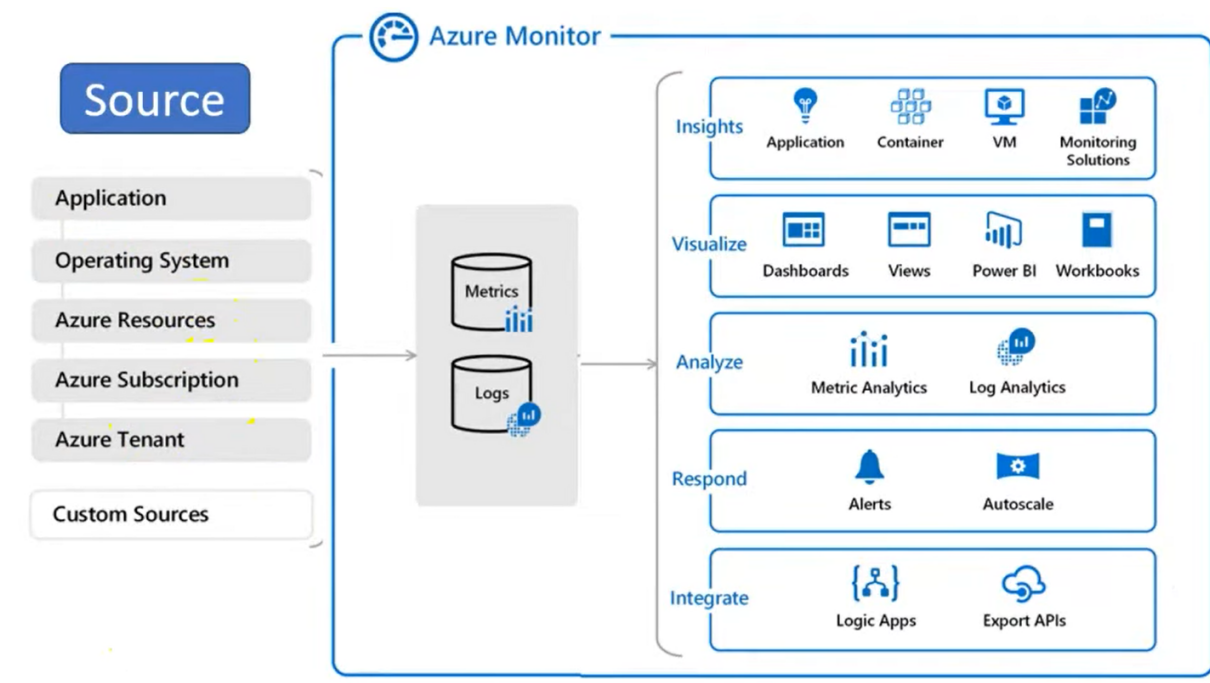 Azure Monitor
Source
Application
Operating System
Azure Resources
Azure Subscription
Azure Tenant
Custom Sources
Metrics
Logs
Insights
Application
Container
VM
Monitoring
Solutions
Visualize
Dashboards
Views
Power BI
Workbooks
Analyze
Metric Analytics
Log Analytics
Respond
Alerts
Autoscale
Integrate
Logic Apps
Export APIs